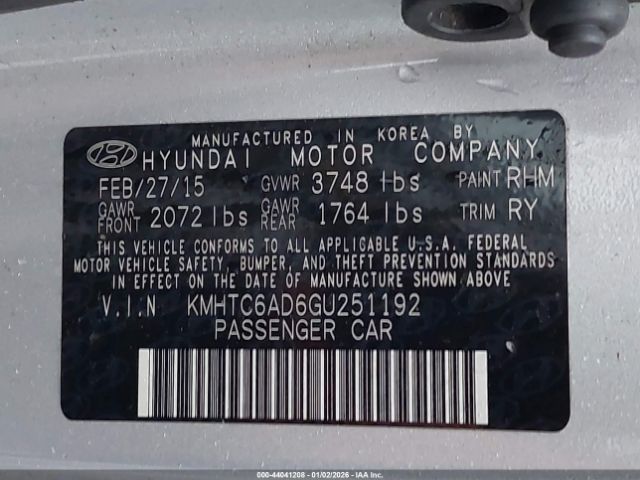 MANUFACTURED IN KOREA BY
HYUNDAI MOTOR COMPANY
FEB/27/15 GVWR 3748 lbs PAINT RHM
GAWR FRONT 2072 lbs GAWR REAR 1764 lbs TRIM RY
THIS VEHICLE CONFORMS TO ALL APPLICABLE U.S.A. FEDERAL
MOTOR VEHICLE SAFETY, BUMPER, AND THEFT PREVENTION STANDARDS
IN EFFECT ON THE DATE OF MANUFACTURE SHOWN ABOVE
V.I.N KMHTC6AD6GU251192
PASSENGER CAR
000-44041208 - 01/02/2026 - IAA Inc.